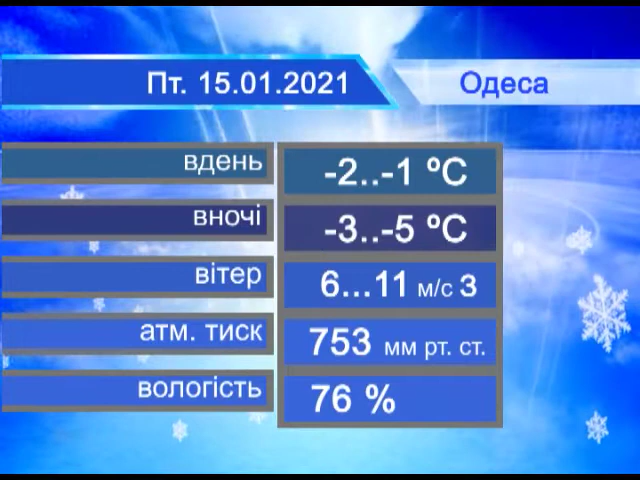 Пт. 15.01.2021
Одеса
вдень -2..-1 ºC
вночі -3..-5 ºC
вітер 6...11 м/с З
атм. тиск 753 мм рт. ст.
вологість 76 %